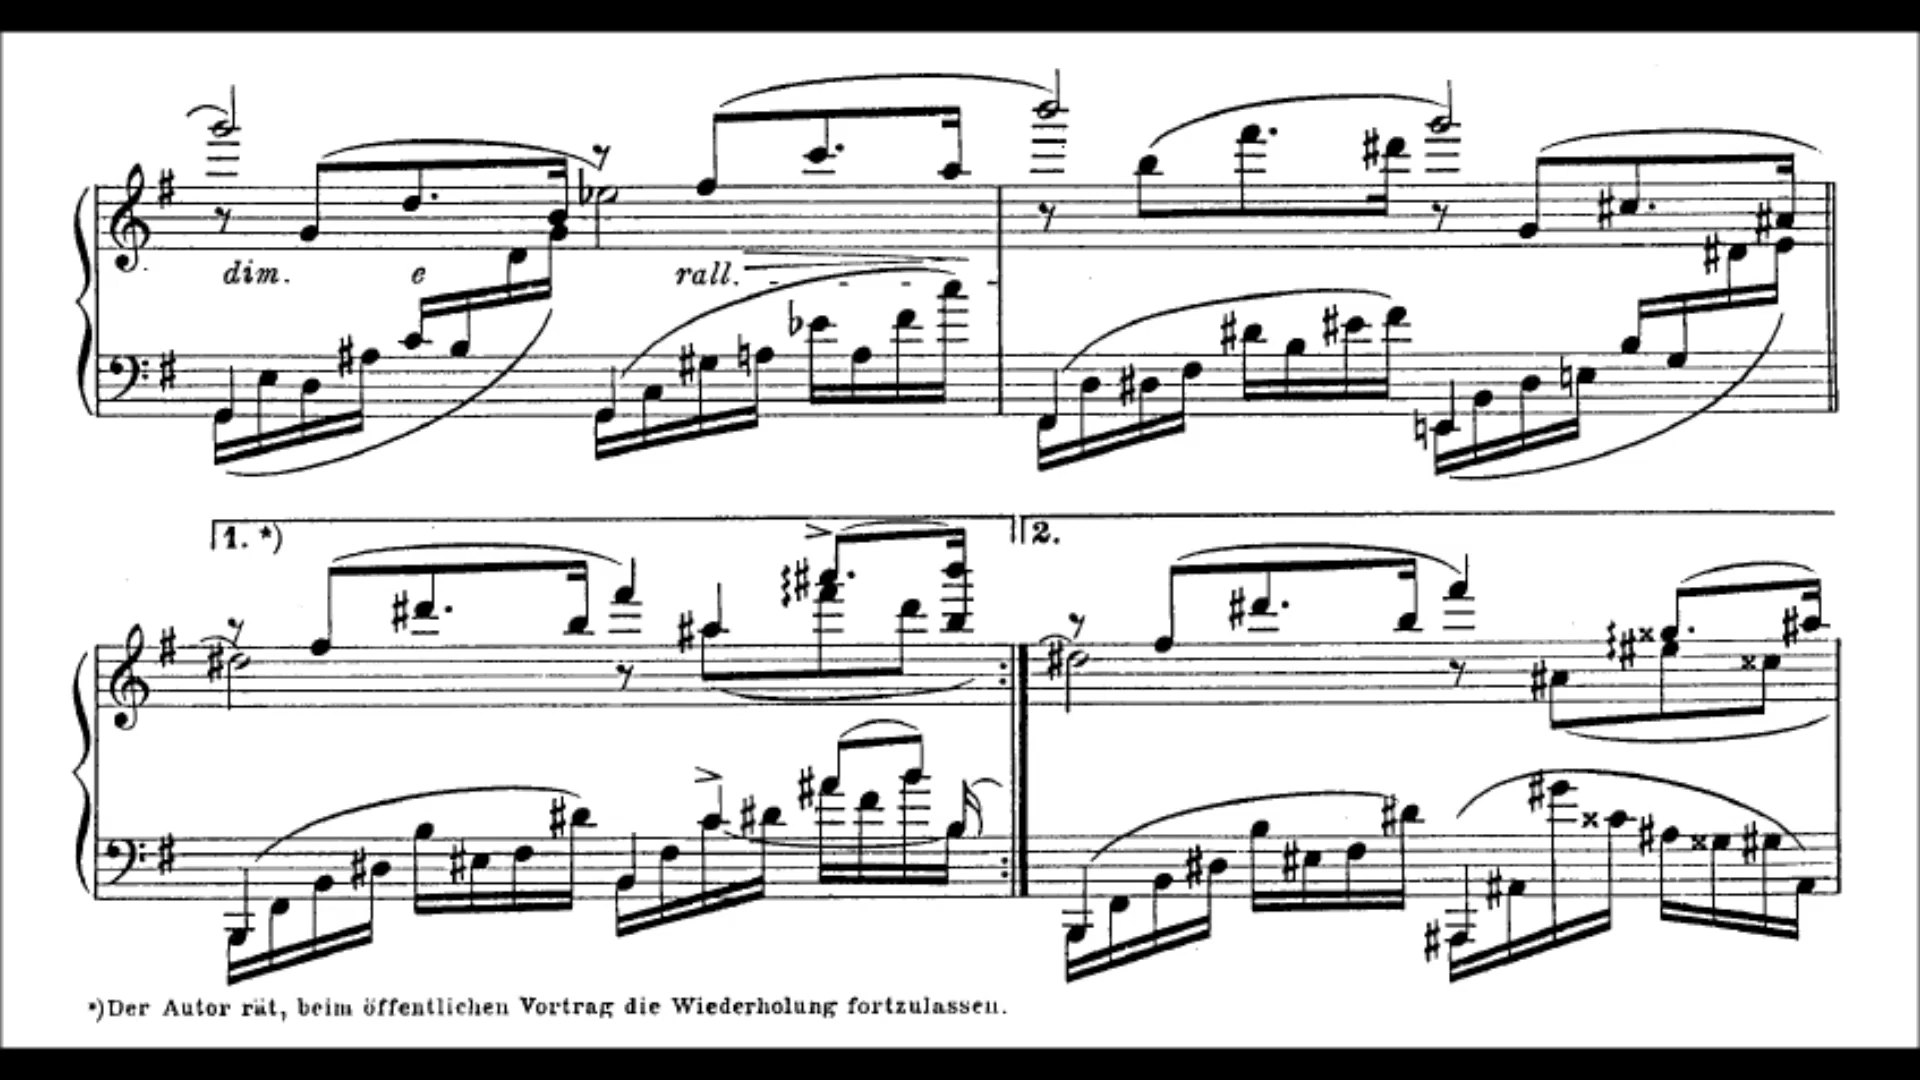 dim. e rall.
1. *) 2.
*) Der Autor rät, beim öffentlichen Vortrag die Wiederholung fortzulassen.